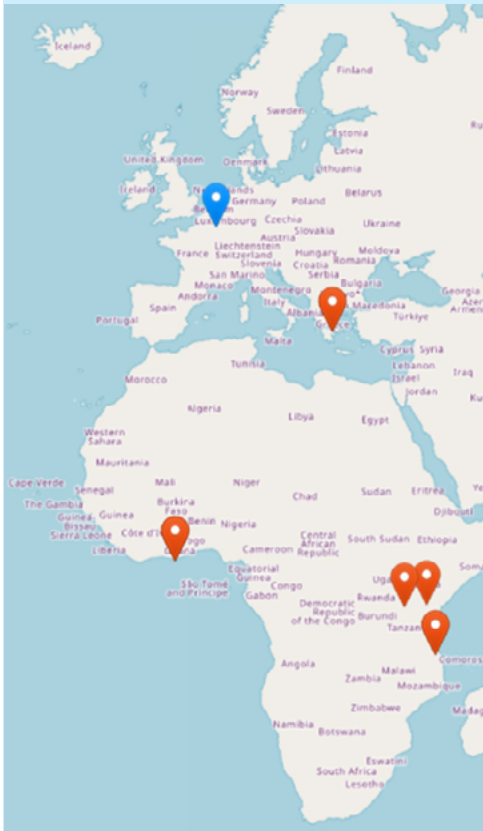 Iceland
Finland
Norway
Sweden
Estonia
Latvia
United Kingdom
Denmark
Lithuania
Ireland
Belarus
Germany
Poland
Luxembourg
Czechia
Ukraine
Slovakia
Austria
Liechtenstein
France
Switzerland
Hungary
Moldova
Slovenia
Croatia
Romania
San Marino
Serbia
Monaco
Bulgaria
Andorra
Montenegro
Georgia
Spain
Italy
Macedonia
Portugal
Türkiye
Malta
Cyprus
Syria
Tunisia
Lebanon
Israel
Iraq
Morocco
Jordan
Algeria
Libya
Egypt
Western
Sahara
Mauritania
Cape Verde
Mali
Niger
Senegal
Chad
Sudan
Eritrea
The Gambia
Burkina
Faso
Guinea
Guinea
Bissau
Benin
Nigeria
Djibouti
Sierra Leone
Central
African
Republic
South Sudan
Ethiopia
Liberia
Cameroon
Equatorial
Guinea
São Tomé
and Príncipe
Gabon
Congo
Rwanda
Democratic
Republic
of the Congo
Burundi
Comoros
Angola
Malawi
Zambia
Mozambique
Zimbabwe
Namibia
Botswana
Eswatini
South Africa
Lesotho